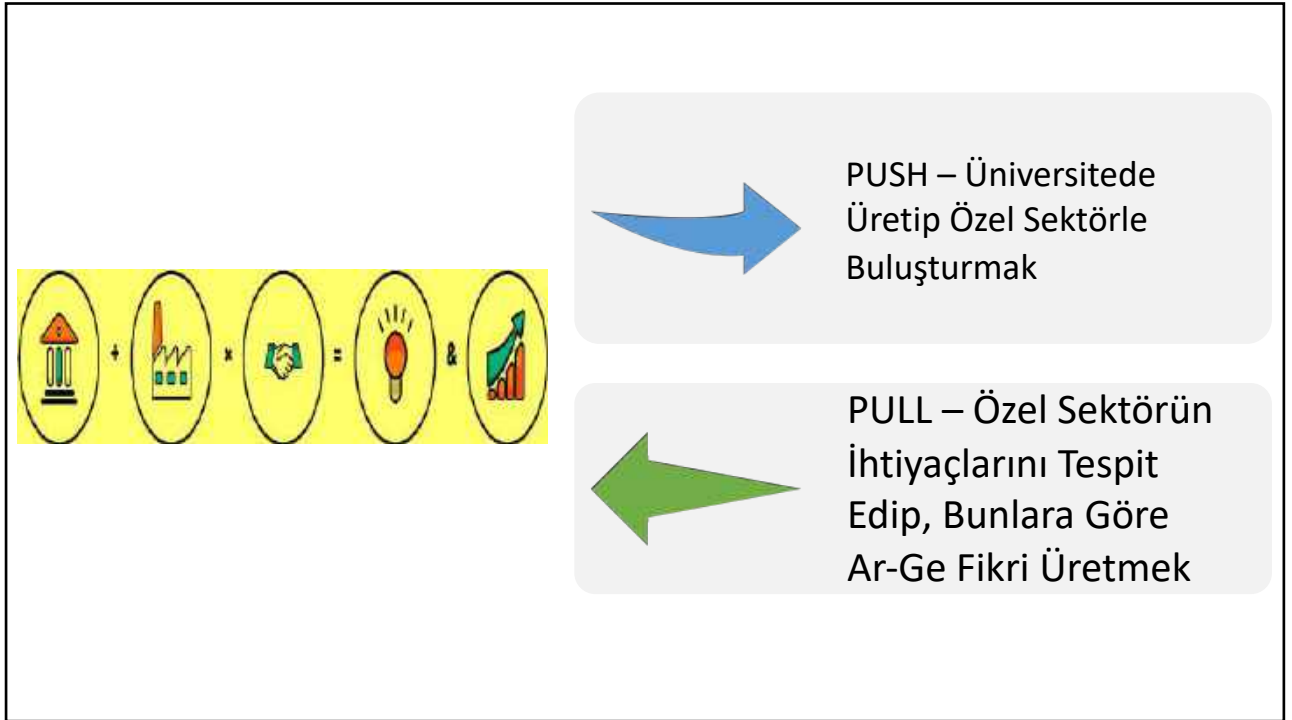 + × = &
PUSH – Üniversitede
Üretip Özel Sektörle
Buluşturmak
PULL – Özel Sektörün
İhtiyaçlarını Tespit
Edip, Bunlara Göre
Ar-Ge Fikri Üretmek